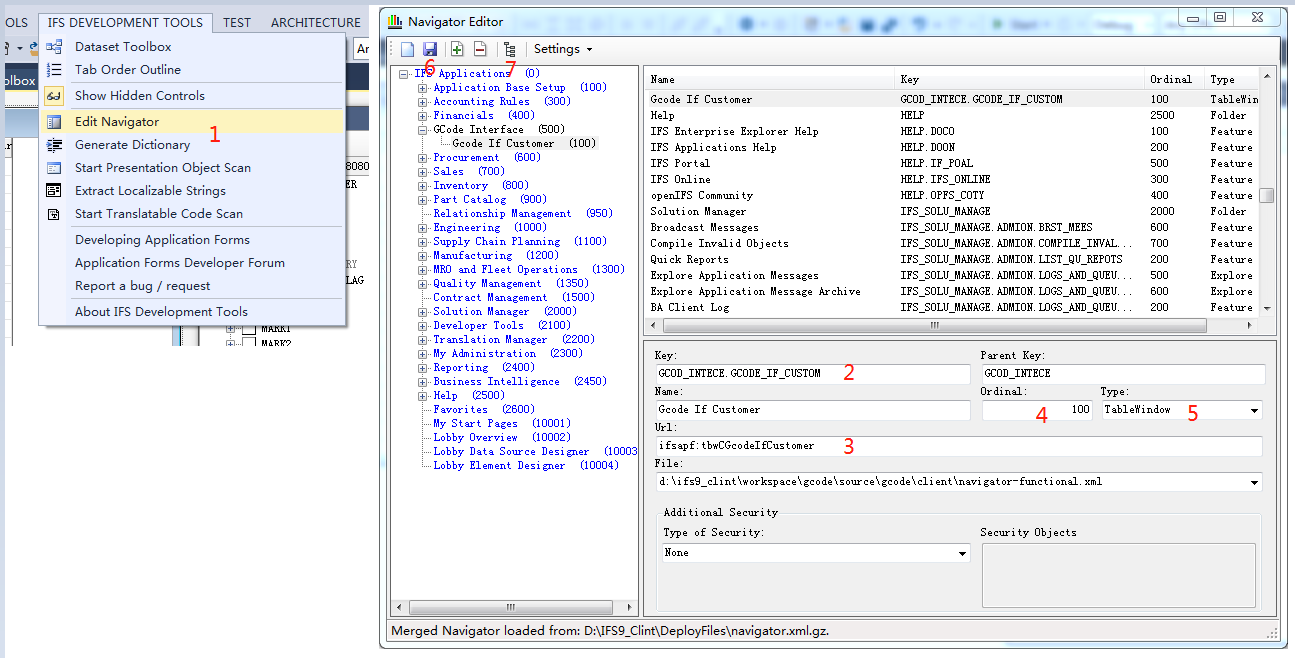 OLS IFS DEVELOPMENT TOOLS TEST ARCHITECTURE
Dataset Toolbox
Tab Order Outline
Show Hidden Controls
Edit Navigator
1
Generate Dictionary
Start Presentation Object Scan
Extract Localizable Strings
Start Translatable Code Scan
Developing Application Forms
Application Forms Developer Forum
Report a bug / request
About IFS Development Tools
olbox
Ar
8080
ER
RY
LAG
MARK1
MARK2
Navigator Editor
Settings
6
7
IFS Applications (0)
Application Base Setup (100)
Accounting Rules (300)
Financials (400)
GCode Interface (500)
Gcode If Customer (100)
Procurement (600)
Sales (700)
Inventory (800)
Part Catalog (900)
Relationship Management (950)
Engineering (1000)
Supply Chain Planning (1100)
Manufacturing (1200)
MRO and Fleet Operations (1300)
Quality Management (1350)
Contract Management (1500)
Solution Manager (2000)
Developer Tools (2100)
Translation Manager (2200)
My Administration (2300)
Reporting (2400)
Business Intelligence (2450)
Help (2500)
Favorites (2600)
My Start Pages (10001)
Lobby Overview (10002)
Lobby Data Source Designer (10003
Lobby Element Designer (10004)
Name Key Ordinal Type
Gcode If Customer GCOD_INTECE.GCODE_IF_CUSTOM 100 TableWin
Help HELP 2500 Folder
IFS Enterprise Explorer Help HELP.DOCO 100 Feature
IFS Applications Help HELP.DOON 200 Feature
IFS Portal HELP.IF_POAL 500 Feature
IFS Online HELP.IFS_ONLINE 300 Feature
openIFS Community HELP.OPFS_COTY 400 Feature
Solution Manager IFS_SOLU_MANAGE 2000 Folder
Broadcast Messages IFS_SOLU_MANAGE.ADMION.BRST_MEES 600 Feature
Compile Invalid Objects IFS_SOLU_MANAGE.ADMION.COMPILE_INVAL... 700 Feature
Quick Reports IFS_SOLU_MANAGE.ADMION.LIST_QU_REPOTS 200 Feature
Explore Application Messages IFS_SOLU_MANAGE.ADMION.LOGS_AND_QUEU... 500 Explore
Explore Application Message Archive IFS_SOLU_MANAGE.ADMION.LOGS_AND_QUEU... 600 Explore
BA Client Log IFS_SOLU_MANAGE.ADMION.LOGS_AND_QUEU... 200 Feature
Key: Parent Key:
GCOD_INTECE.GCODE_IF_CUSTOM 2 GCOD_INTECE
Name: Ordinal: Type:
Gcode If Customer 4 100 TableWindow 5
Url:
ifsapf:tbwCGcodeIfCustomer 3
File:
d:\ifs9_clint\workspace\gcode\source\gcode\client\navigator-functional.xml
Additional Security
Type of Security: Security Objects
None
Merged Navigator loaded from: D:\IFS9_Clint\DeployFiles\navigator.xml.gz.